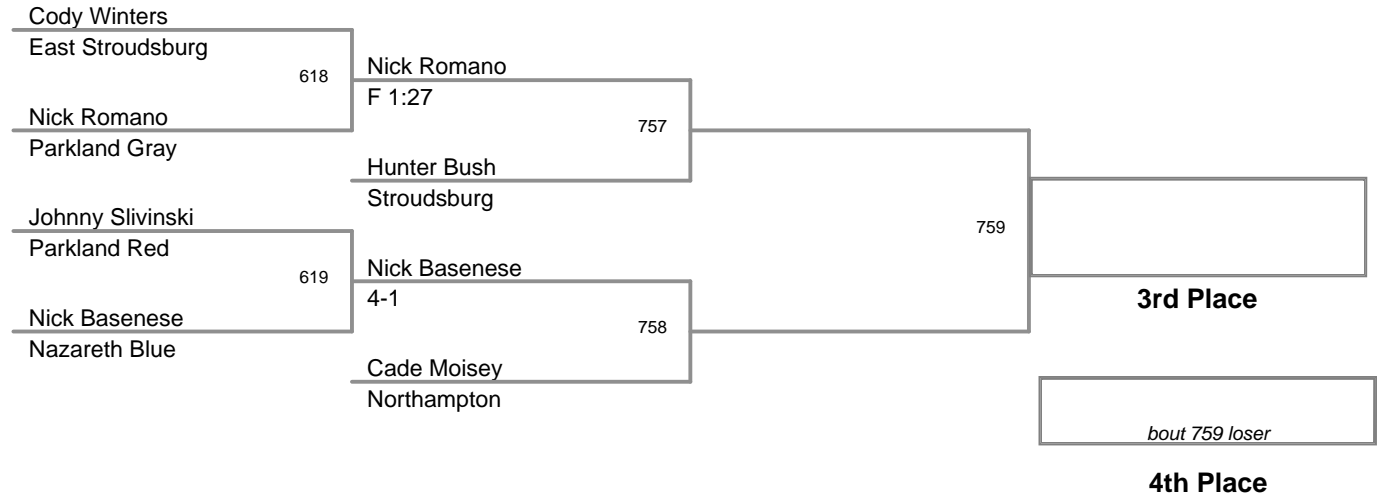 Cody Winters
East Stroudsburg
618
Nick Romano
F 1:27
Nick Romano
Parkland Gray
757
Hunter Bush
Stroudsburg
Johnny Slivinski
Parkland Red
759
619
Nick Basenese
4-1
3rd Place
Nick Basenese
Nazareth Blue
758
Cade Moisey
Northampton
bout 759 loser
4th Place